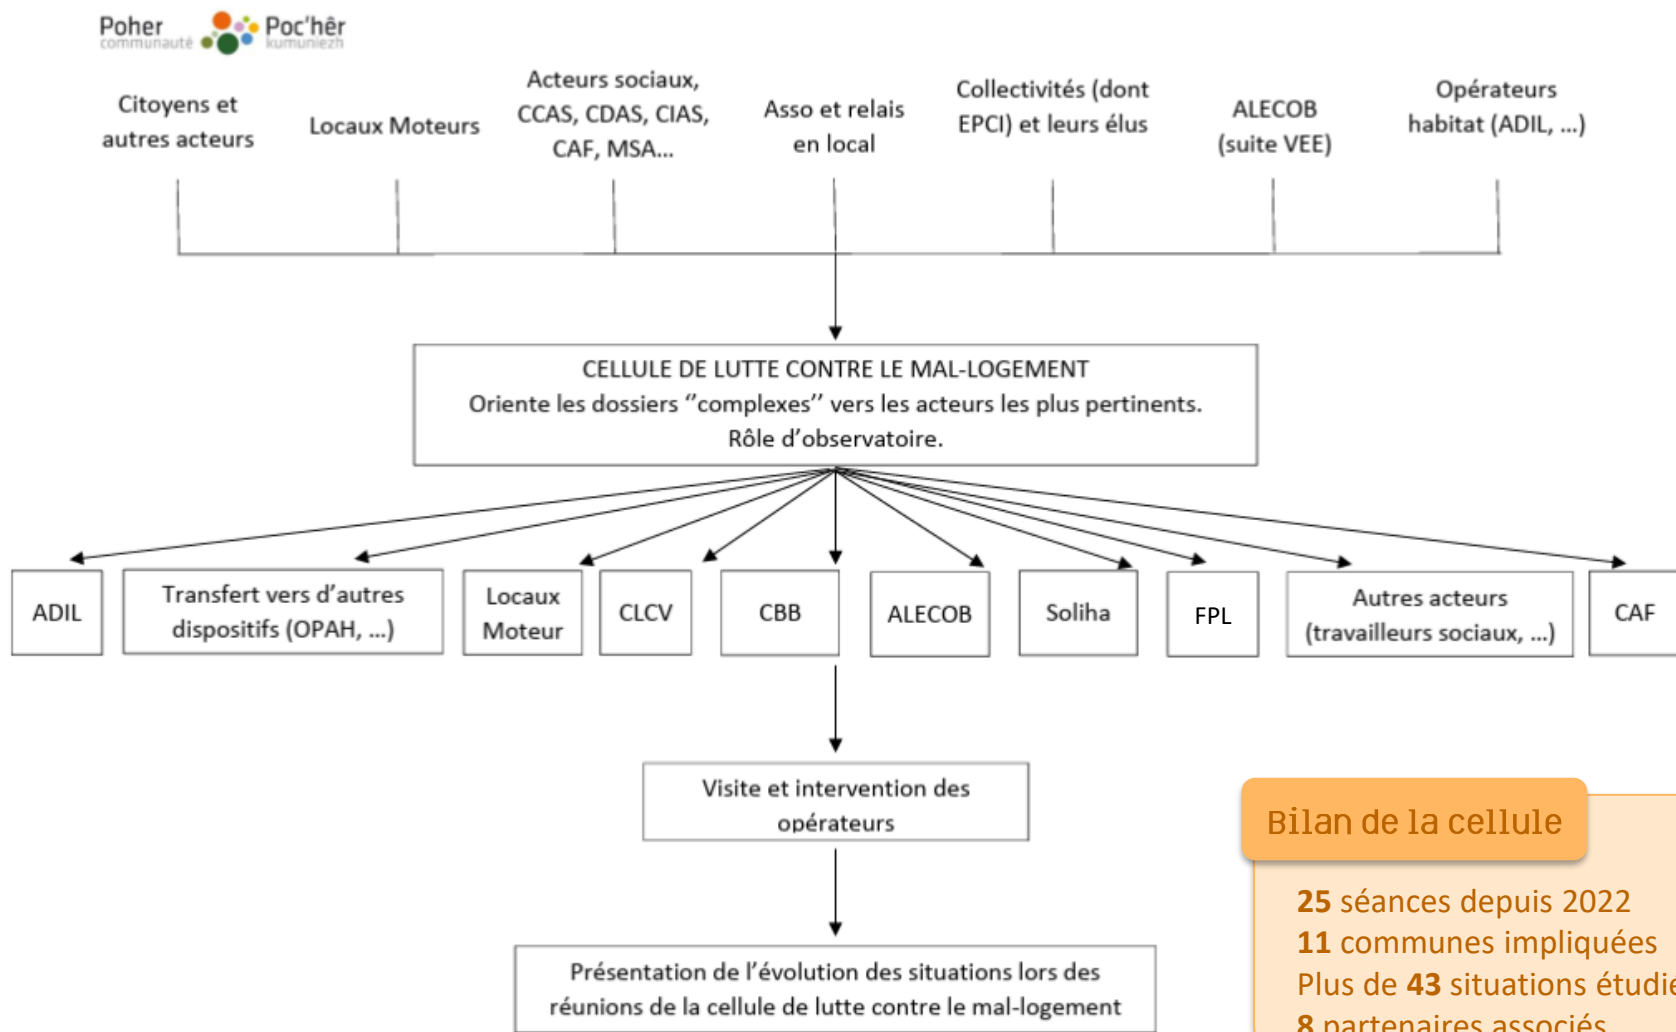 Poher
communauté
Poc'hêr
kumuniezh
Citoyens et
autres acteurs
Locaux Moteurs
Acteurs sociaux,
CCAS, CDAS, CIAS,
CAF, MSA...
Asso et relais
en local
Collectivités (dont
EPCI) et leurs élus
ALECOB
(suite VEE)
Opérateurs
habitat (ADIL, ...)
CELLULE DE LUTTE CONTRE LE MAL-LOGEMENT
Oriente les dossiers "complexes" vers les acteurs les plus pertinents.
Rôle d'observatoire.
ADIL
Transfert vers d'autres
dispositifs (OPAH, ...)
Locaux
Moteur
CLCV
CBB
ALECOB
Soliha
FPL
Autres acteurs
(travailleurs sociaux, ...)
CAF
Visite et intervention des
opérateurs
Présentation de l'évolution des situations lors des
réunions de la cellule de lutte contre le mal-logement
Bilan de la cellule
25 séances depuis 2022
11 communes impliquées
Plus de 43 situations étudie
8 partenaires associés